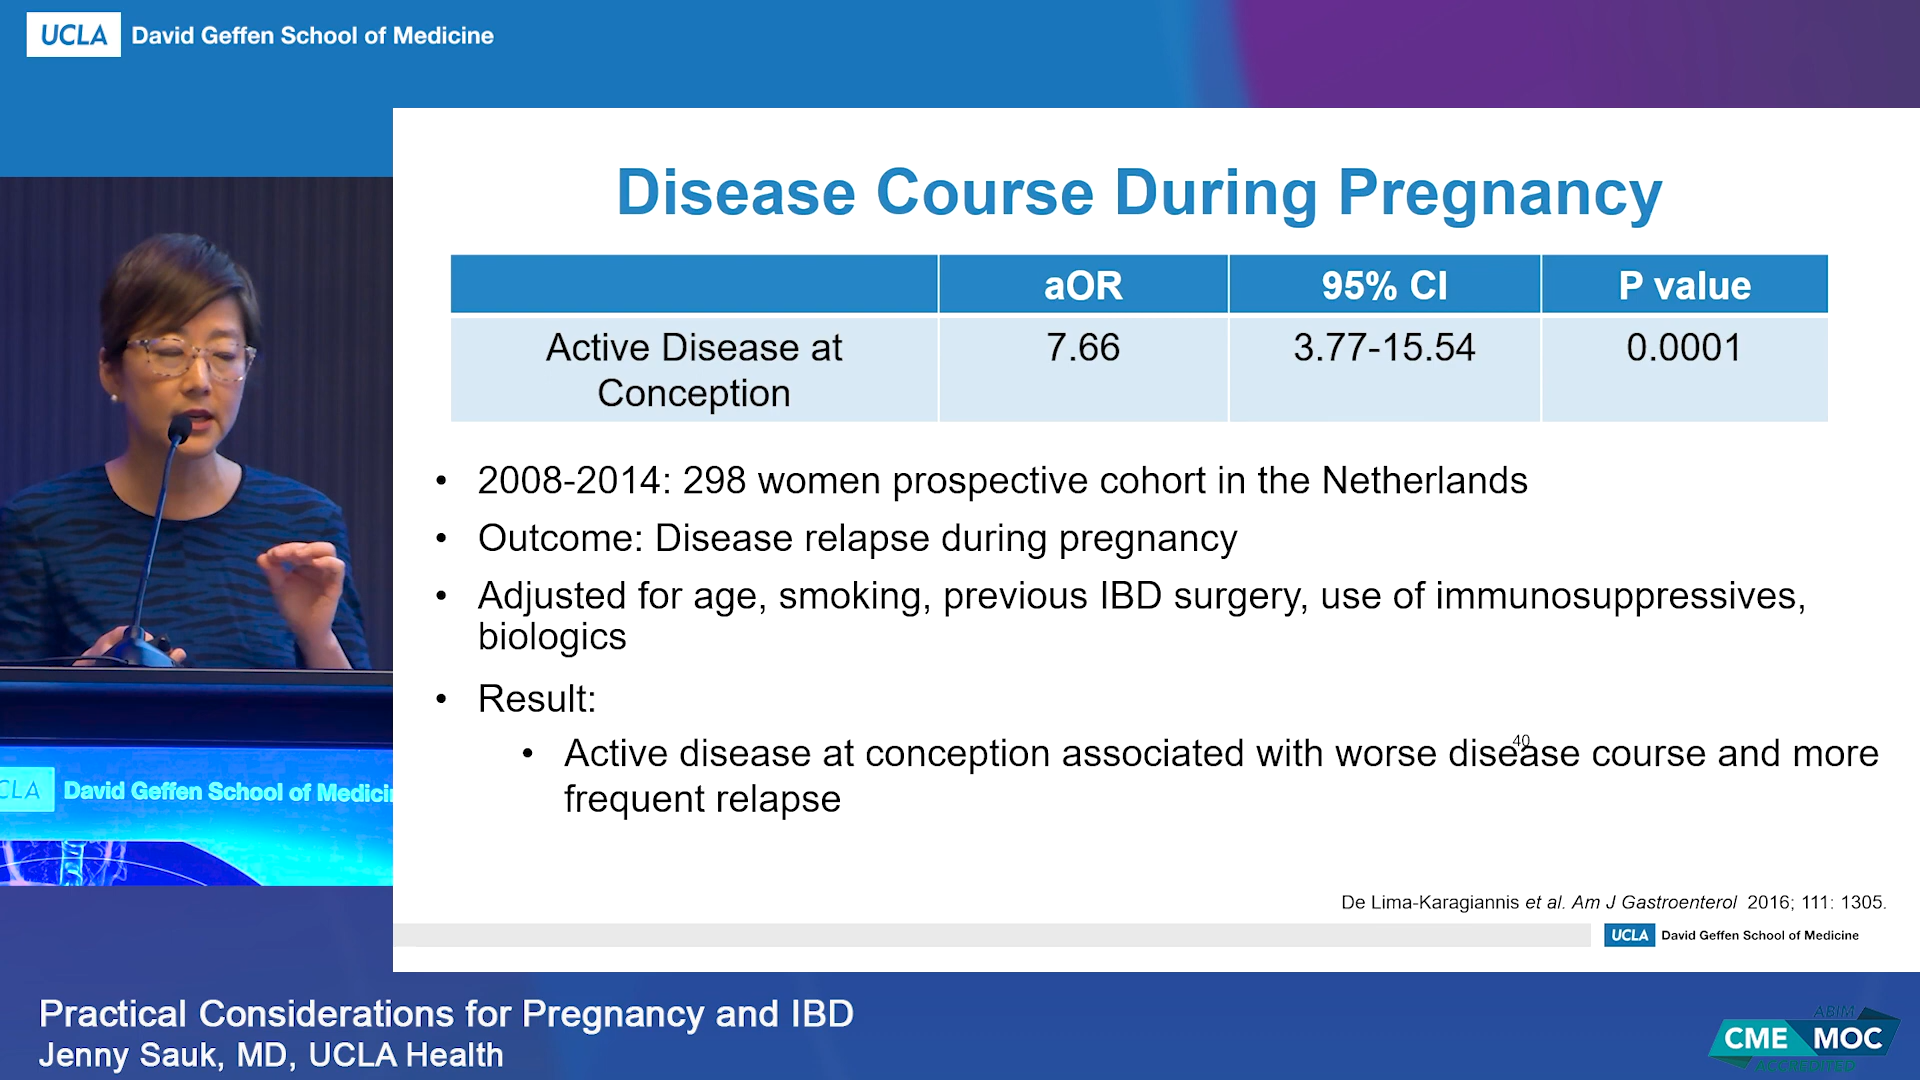 UCLA David Geffen School of Medicine
Disease Course During Pregnancy
aOR 95% CI P value
Active Disease at 7.66 3.77-15.54 0.0001
Conception
• 2008-2014: 298 women prospective cohort in the Netherlands
• Outcome: Disease relapse during pregnancy
• Adjusted for age, smoking, previous IBD surgery, use of immunosuppressives,
biologics
• Result:
40
• Active disease at conception associated with worse disease course and more
frequent relapse
CLA David Geffen School of Medici
De Lima-Karagiannis et al. Am J Gastroenterol 2016; 111: 1305.
UCLA David Geffen School of Medicine
Practical Considerations for Pregnancy and IBD
Jenny Sauk, MD, UCLA Health
ABIM
CME MOC
ACCREDITED